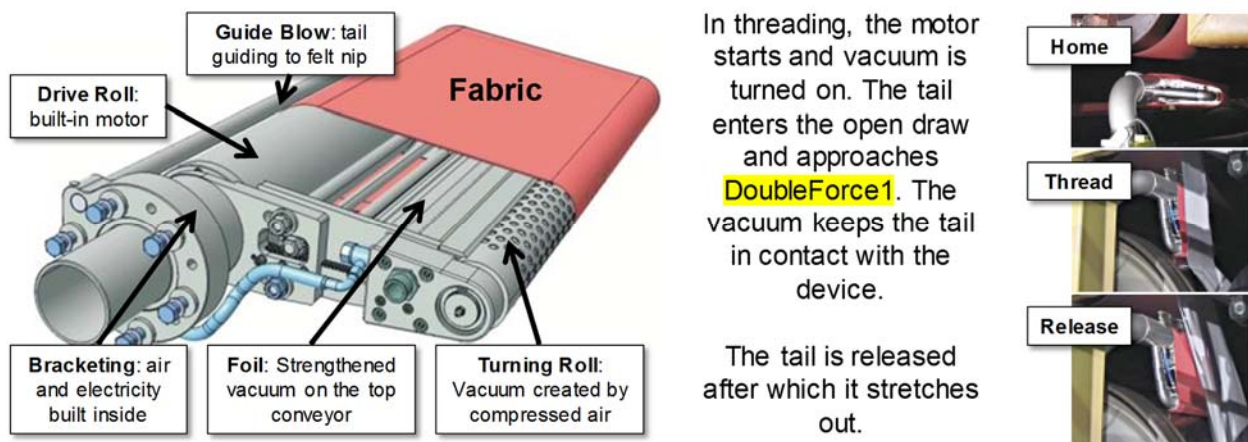 Guide Blow: tail
guiding to felt nip
Drive Roll:
built-in motor
Fabric
Bracketing: air
and electricity
built inside
Foil: Strengthened
vacuum on the top
conveyor
Turning Roll:
Vacuum created by
compressed air
In threading, the motor
starts and vacuum is
turned on. The tail
enters the open draw
and approaches
DoubleForce1. The
vacuum keeps the tail
in contact with the
device.
The tail is released
after which it stretches
out.
Home
Thread
Release